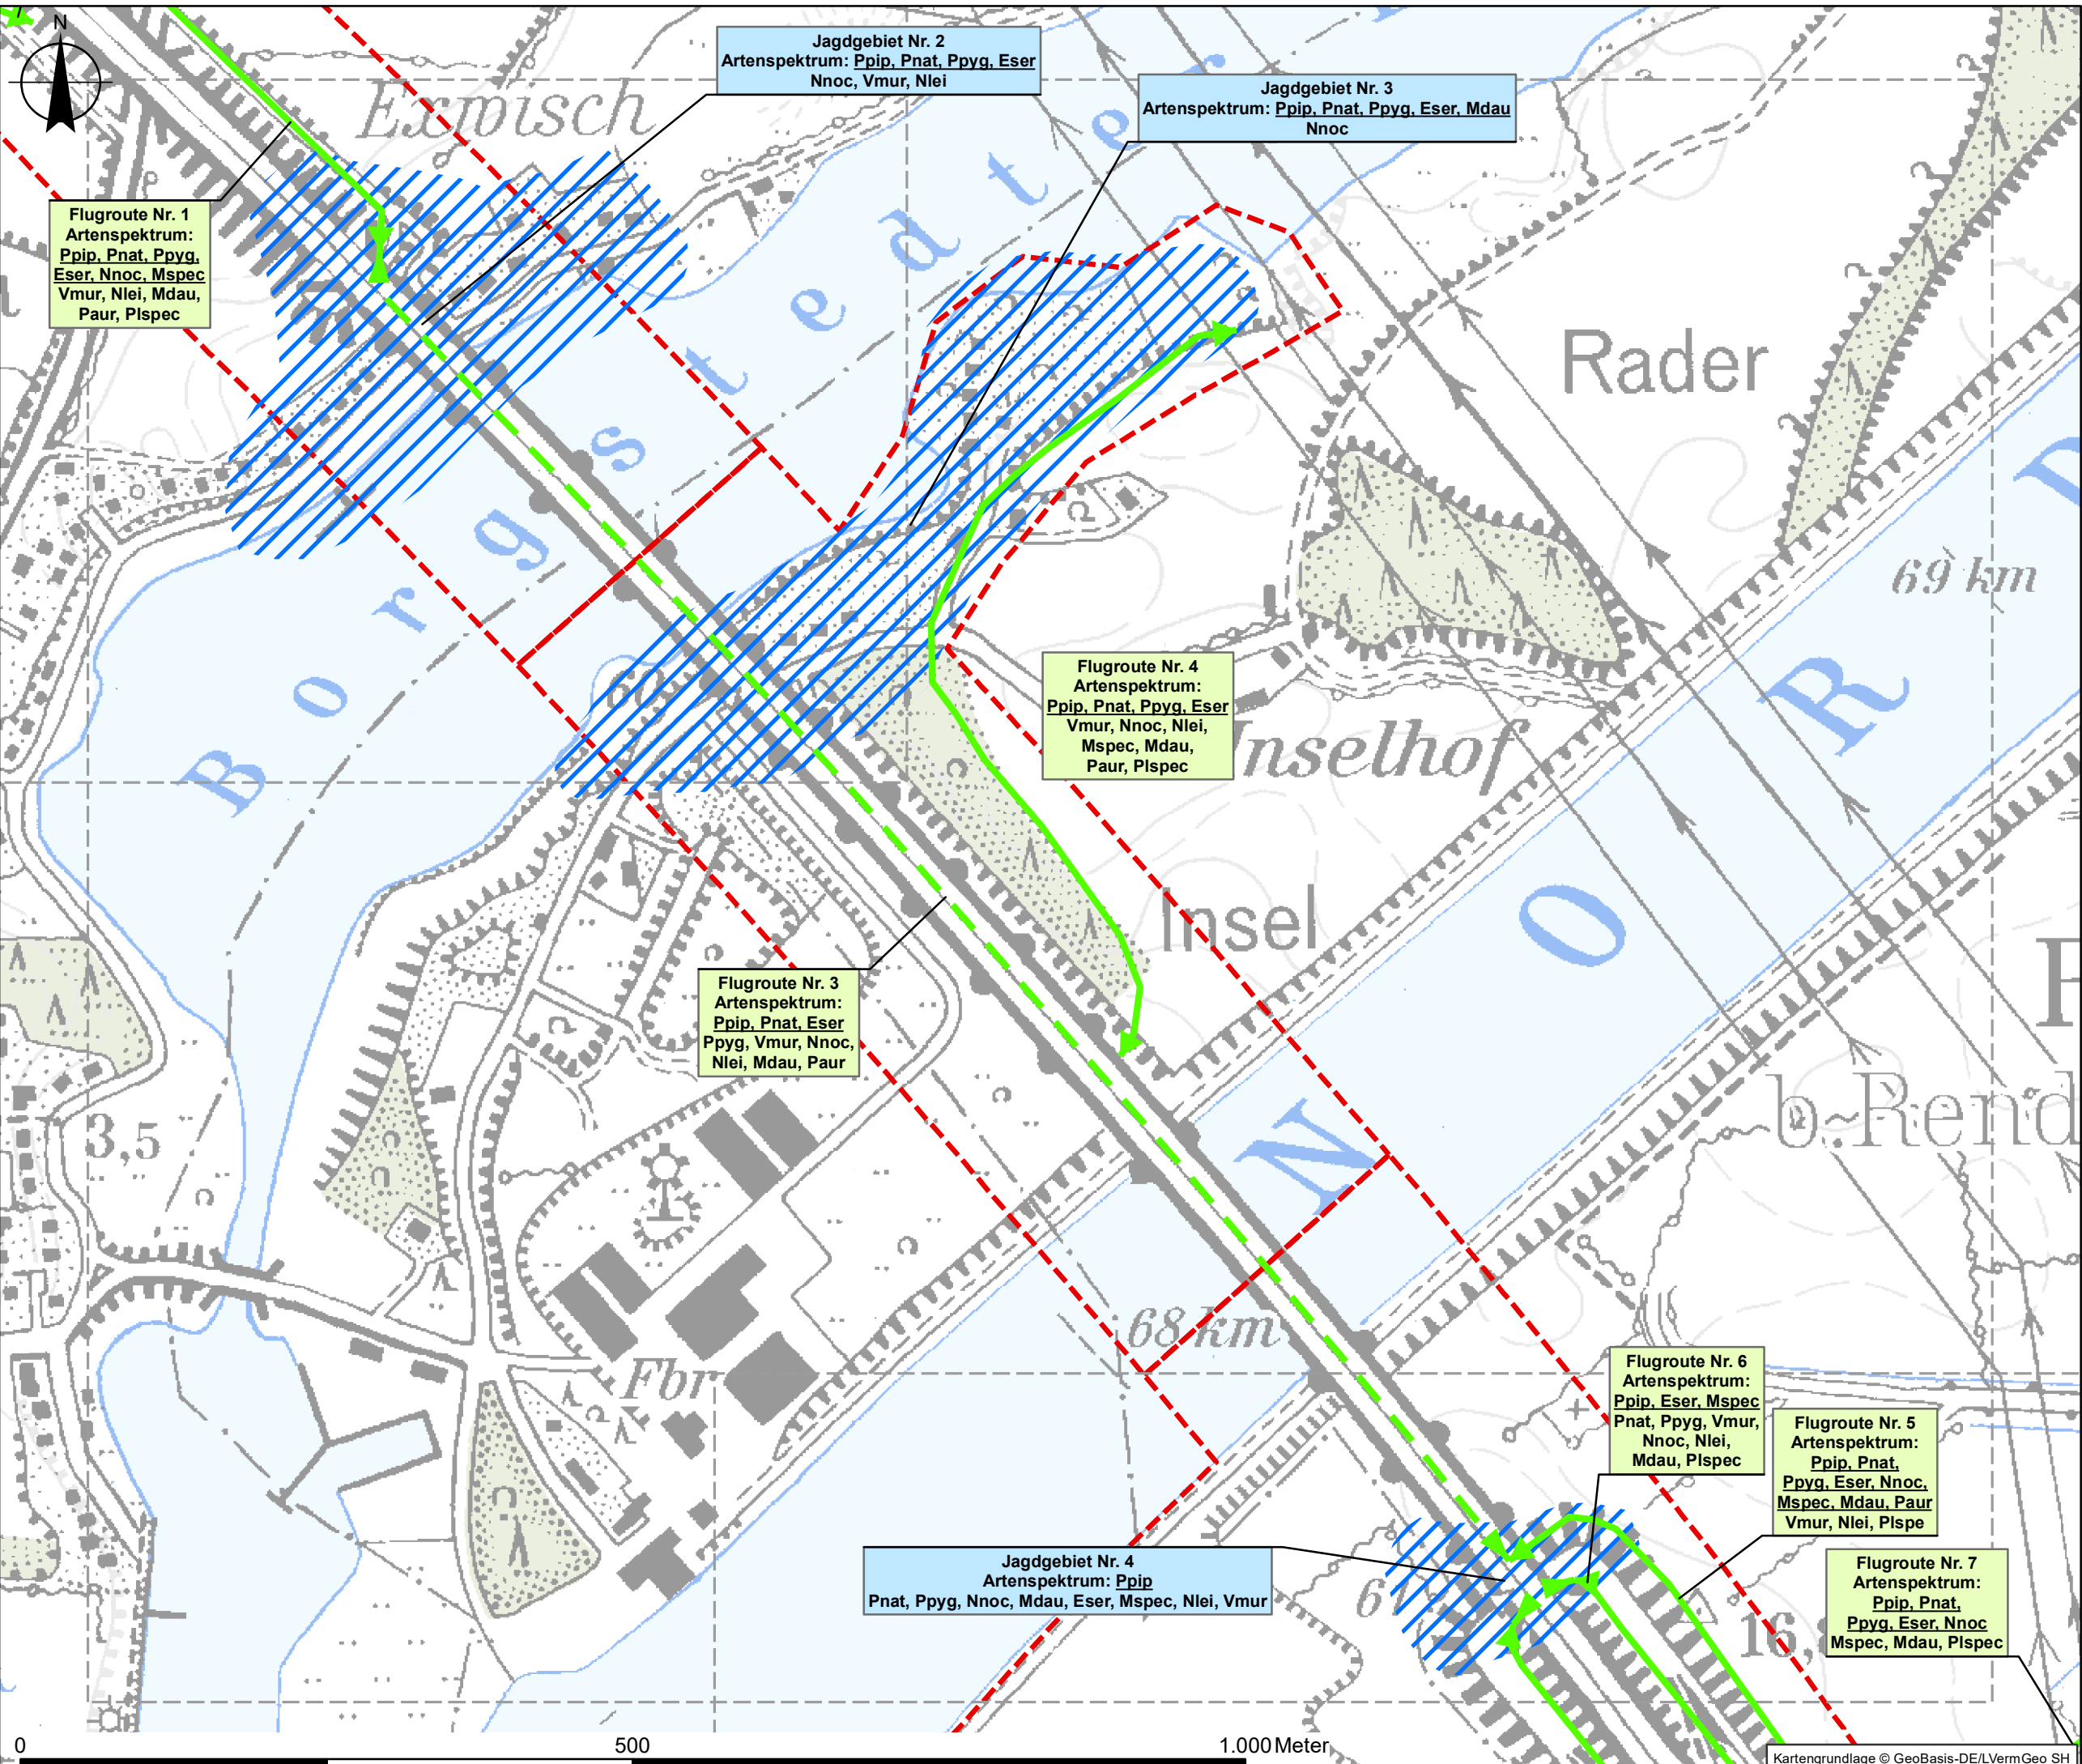 N
Exmisch
Jagdgebiet Nr. 2
Artenspektrum: Ppip, Pnat, Ppyg, Eser
Nnoc, Vmur, Nlei
Jagdgebiet Nr. 3
Artenspektrum: Ppip, Pnat, Ppyg, Eser, Mdau
Nnoc
Flugroute Nr. 1
Artenspektrum:
Ppip, Pnat, Ppyg,
Eser, Nnoc, Mspec
Vmur, Nlei, Mdau,
Paur, Plspec
Borgstedter
Rader
69 km
Flugroute Nr. 4
Artenspektrum:
Ppip, Pnat, Ppyg, Eser
Vmur, Nnoc, Nlei,
Mspec, Mdau,
Paur, Plspec
Inselhof
Insel
N O R D
Flugroute Nr. 3
Artenspektrum:
Ppip, Pnat, Eser
Ppyg, Vmur, Nnoc,
Nlei, Mdau, Paur
3,5
b. Rend
68 km
Fbr
Flugroute Nr. 6
Artenspektrum:
Ppip, Eser, Mspec
Pnat, Ppyg, Vmur,
Nnoc, Nlei,
Mdau, Plspec
Flugroute Nr. 5
Artenspektrum:
Ppip, Pnat,
Ppyg, Eser, Nnoc,
Mspec, Mdau, Paur
Vmur, Nlei, Plspe
Jagdgebiet Nr. 4
Artenspektrum: Ppip
Pnat, Ppyg, Nnoc, Mdau, Eser, Mspec, Nlei, Vmur
Flugroute Nr. 7
Artenspektrum:
Ppip, Pnat,
Ppyg, Eser, Nnoc
Mspec, Mdau, Plspec
16,
0 500 1.000 Meter
Kartengrundlage © GeoBasis-DE/LVermGeo SH